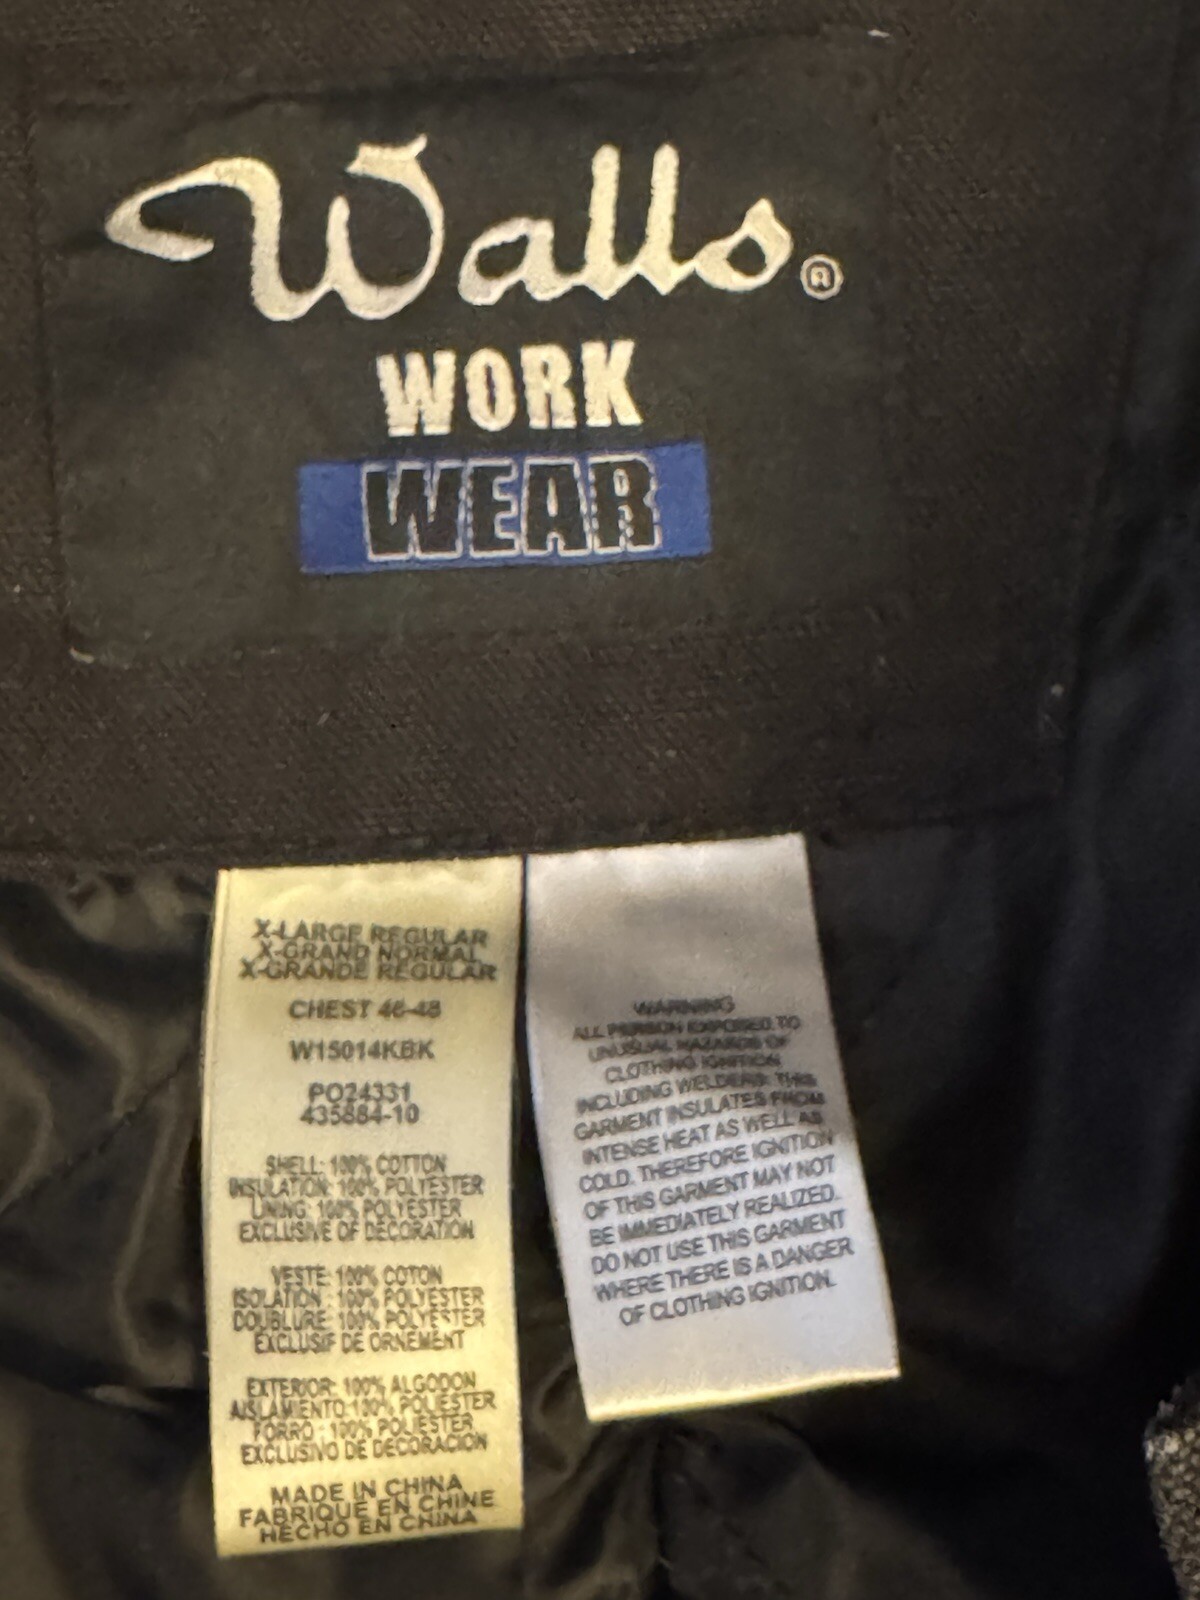 Walls®
WORK
WEAR
X-LARGE REGULAR
X-GRAND NORMAL
X-GRANDE REGULAR
CHEST 46-48
W15014KBK
PO24331
435884-10
SHELL: 100% COTTON
INSULATION: 100% POLYESTER
LINING: 100% POLYESTER
EXCLUSIVE OF DECORATION
VESTE: 100% COTON
ISOLATION : 100% POLYESTER
DOUBLURE: 100% POLYESTER
EXCLUSIF DE ORNEMENT
EXTERIOR: 100% ALGODON
AISLAMIENTO:100% POLIESTER
FORRO : 100% POLIESTER
EXCLUSIVO DE DECORACION
MADE IN CHINA
FABRIQUE EN CHINE
HECHO EN CHINA
WARNING
ALL PERSON EXPOSED TO
UNUSUAL HAZARDS OF
CLOTHING IGNITION
INCLUDING WELDERS: THIS
GARMENT INSULATES FROM
INTENSE HEAT AS WELL AS
COLD. THEREFORE IGNITION
OF THIS GARMENT MAY NOT
BE IMMEDIATELY REALIZED.
DO NOT USE THIS GARMENT
WHERE THERE IS A DANGER
OF CLOTHING IGNITION.